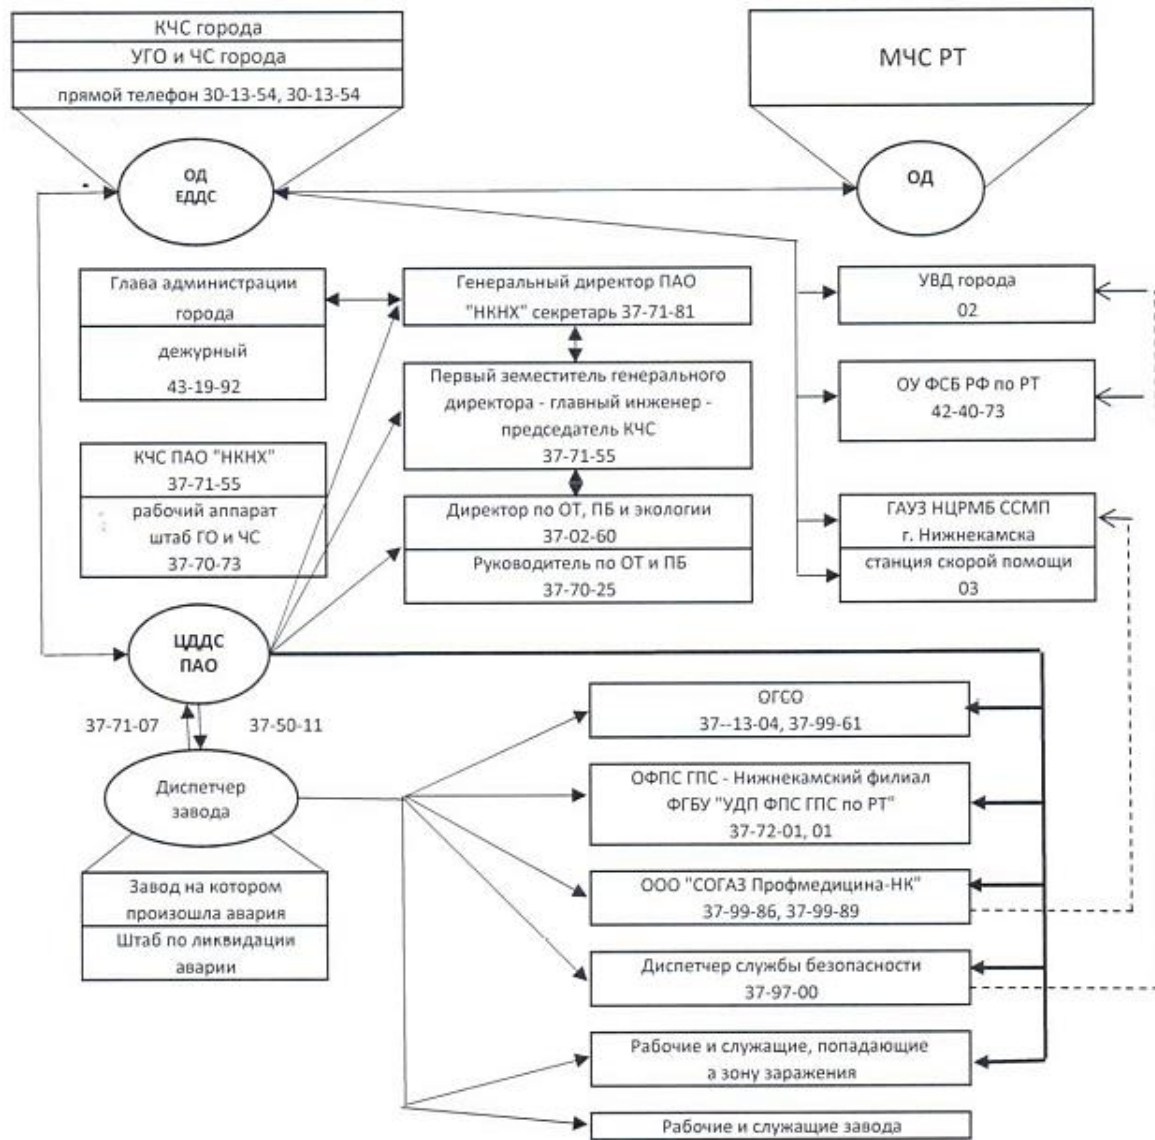 КЧС города
УГО и ЧС города
прямой телефон 30-13-54, 30-13-54
МЧС РТ
ОД
ЕДДС
ОД
Глава администрации
города
дежурный
43-19-92
Генеральный директор ПАО
"НКНХ" секретарь 37-71-81
УВД города
02
Первый земеститель генерального
директора - главный инженер -
председатель КЧС
37-71-55
ОУ ФСБ РФ по РТ
42-40-73
КЧС ПАО "НКНХ"
37-71-55
рабочий аппарат
штаб ГО и ЧС
37-70-73
Директор по ОТ, ПБ и экологии
37-02-60
Руководитель по ОТ и ПБ
37-70-25
ГАУЗ НЦРМБ ССМП
г. Нижнекамска
станция скорой помощи
03
ЦДДС
ПАО
37-71-07
37-50-11
Диспетчер
завода
Завод на котором
произошла авария
Штаб по ликвидации
аварии
ОГСО
37--13-04, 37-99-61
ОФПС ГПС - Нижнекамский филиал
ФГБУ "УДП ФПС ГПС по РТ"
37-72-01, 01
ООО "СОГАЗ Профмедицина-НК"
37-99-86, 37-99-89
Диспетчер службы безопасности
37-97-00
Рабочие и служащие, попадающие
а зону заражения
Рабочие и служащие завода